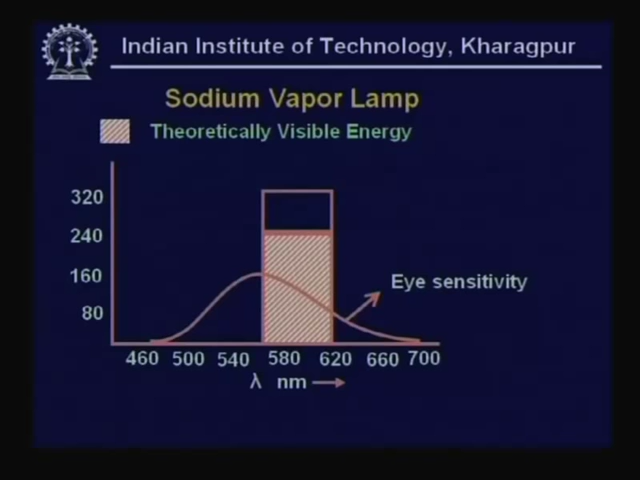 Indian Institute of Technology, Kharagpur
Sodium Vapor Lamp
Theoretically Visible Energy
320
240
160
80
Eye sensitivity
460 500 540 580 620 660 700
λ nm